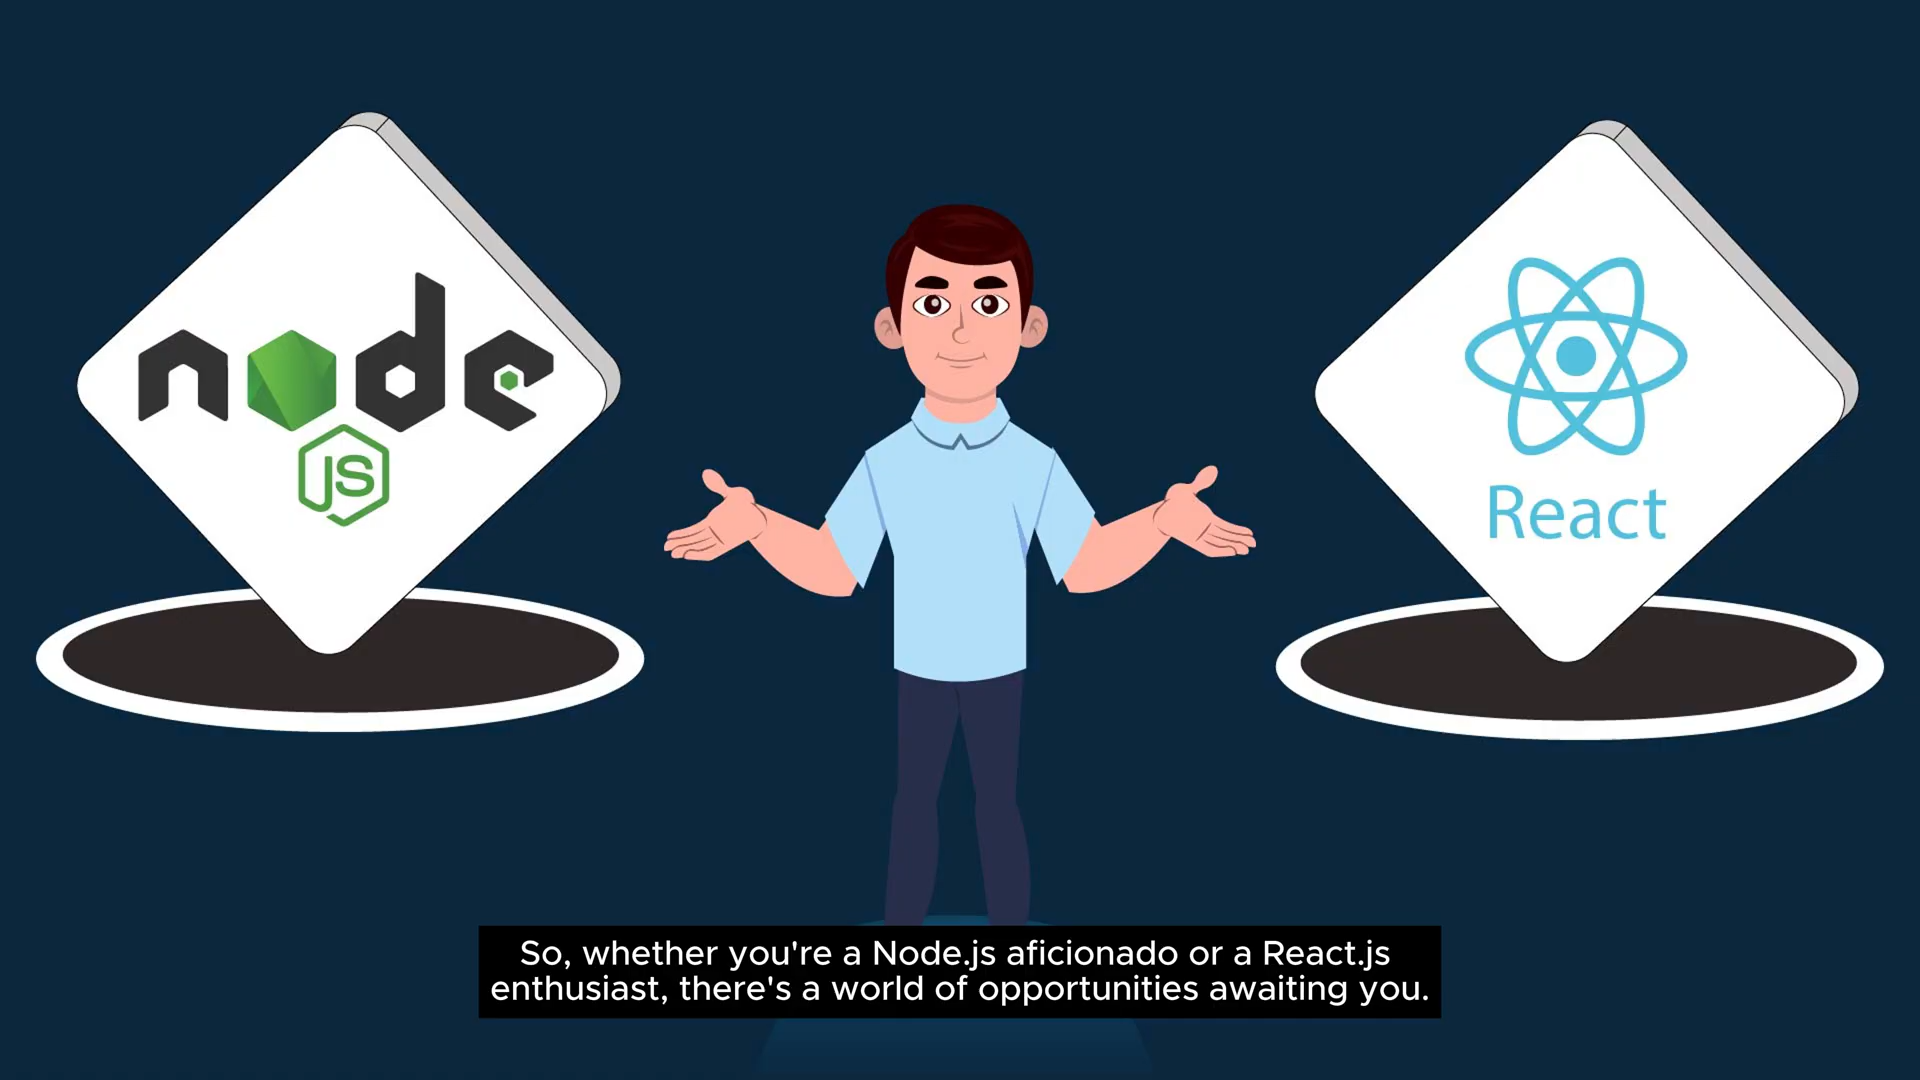 node
JS
React
So, whether you're a Node.js aficionado or a React.js
enthusiast, there's a world of opportunities awaiting you.